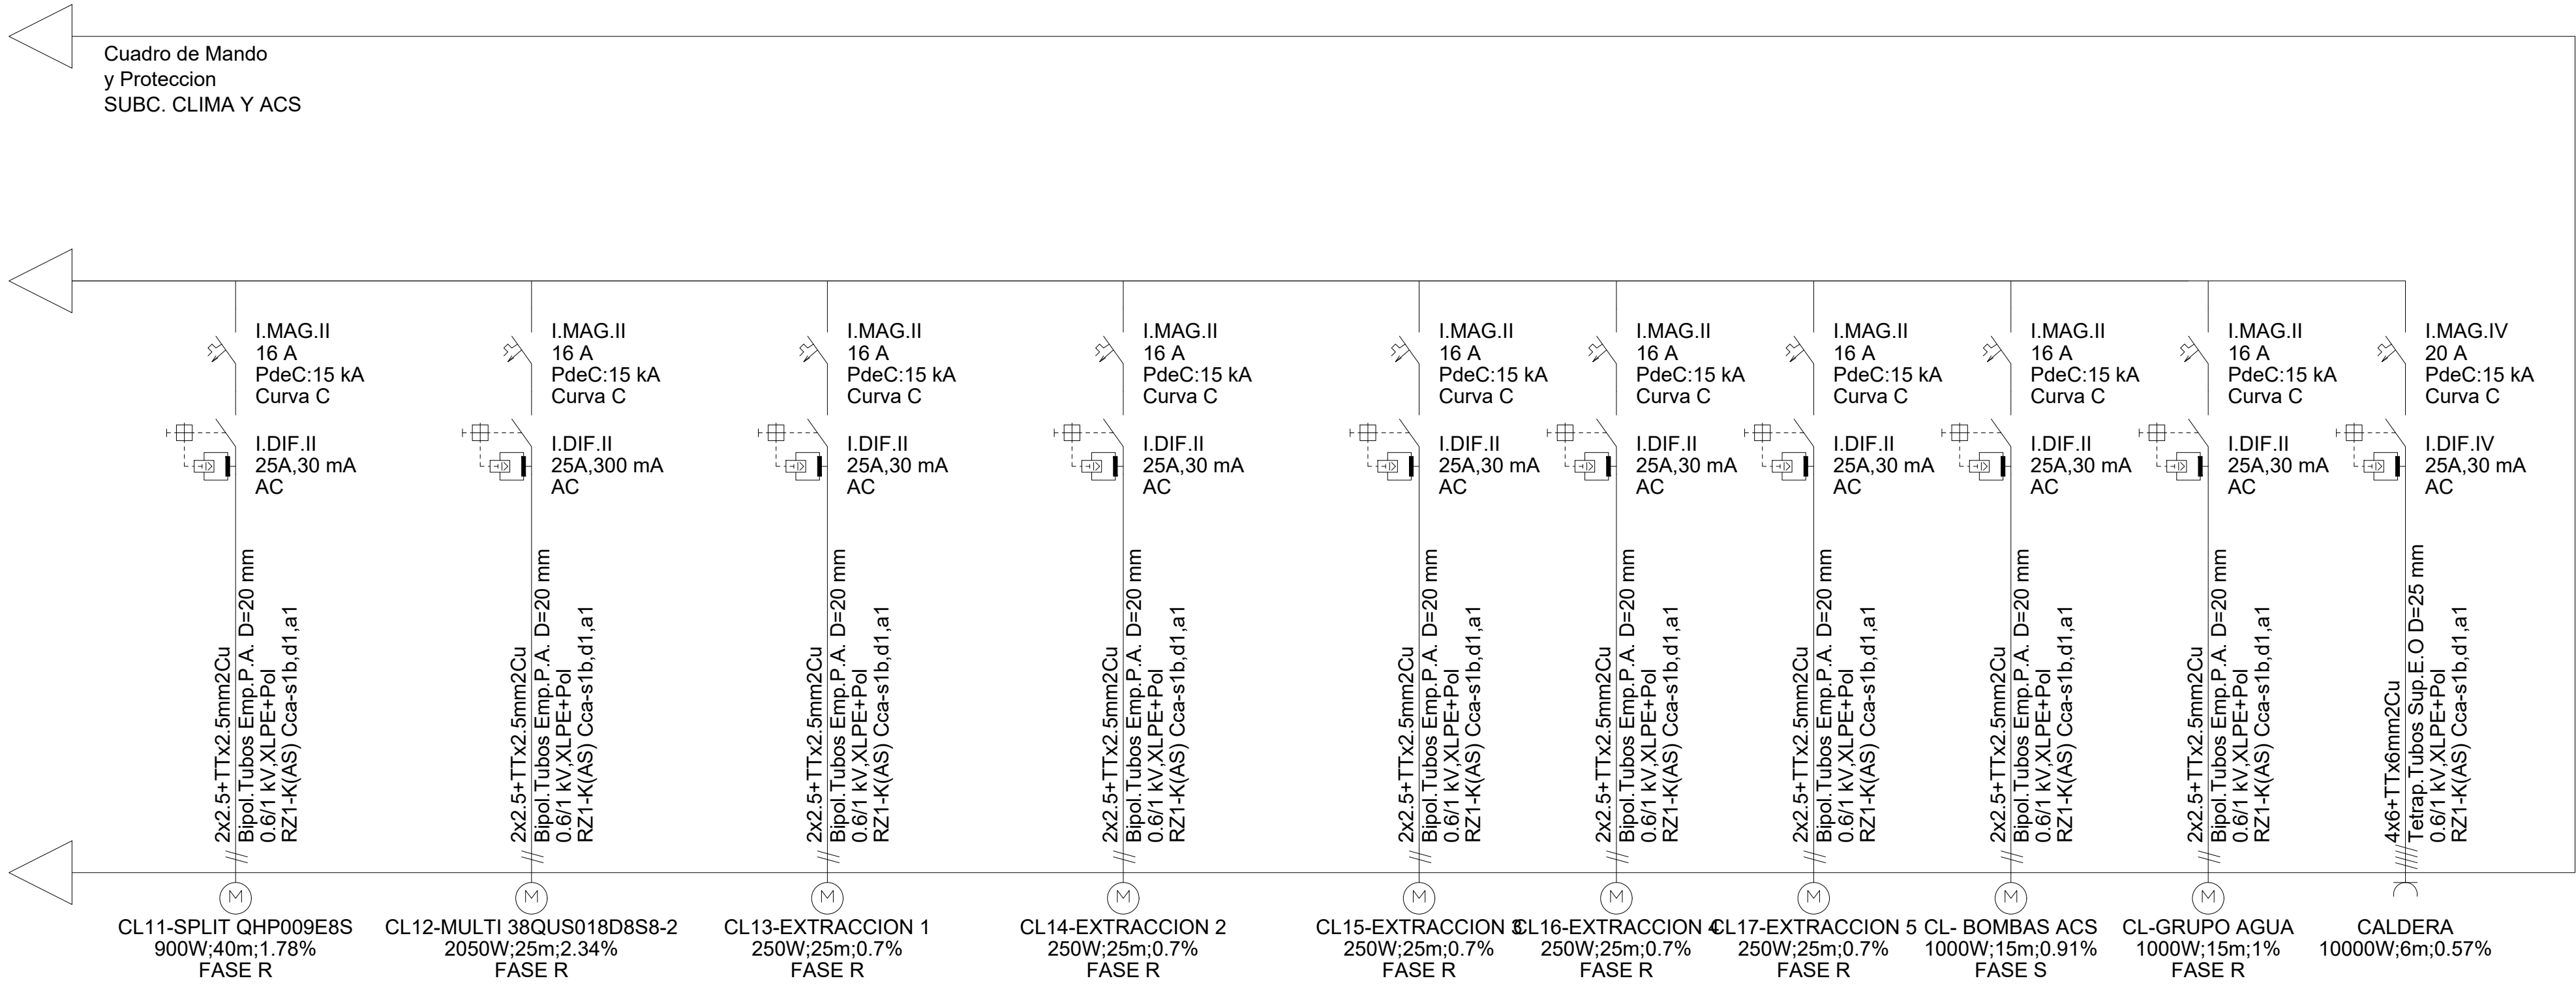 Cuadro de Mando
y Proteccion
SUBC. CLIMA Y ACS
I.MAG.II
16 A
PdeC:15 kA
Curva C
I.DIF.II
25A,30 mA
AC
2x2.5+TTx2.5mm2Cu
Bipol.Tubos Emp.P.A. D=20 mm
0.6/1 kV,XLPE+Pol
RZ1-K(AS) Cca-s1b,d1,a1
M
CL11-SPLIT QHP009E8S
900W;40m;1.78%
FASE R
I.MAG.II
16 A
PdeC:15 kA
Curva C
I.DIF.II
25A,300 mA
AC
2x2.5+TTx2.5mm2Cu
Bipol.Tubos Emp.P.A. D=20 mm
0.6/1 kV,XLPE+Pol
RZ1-K(AS) Cca-s1b,d1,a1
M
CL12-MULTI 38QUS018D8S8-2
2050W;25m;2.34%
FASE R
I.MAG.II
16 A
PdeC:15 kA
Curva C
I.DIF.II
25A,30 mA
AC
2x2.5+TTx2.5mm2Cu
Bipol.Tubos Emp.P.A. D=20 mm
0.6/1 kV,XLPE+Pol
RZ1-K(AS) Cca-s1b,d1,a1
M
CL13-EXTRACCION 1
250W;25m;0.7%
FASE R
I.MAG.II
16 A
PdeC:15 kA
Curva C
I.DIF.II
25A,30 mA
AC
2x2.5+TTx2.5mm2Cu
Bipol.Tubos Emp.P.A. D=20 mm
0.6/1 kV,XLPE+Pol
RZ1-K(AS) Cca-s1b,d1,a1
M
CL14-EXTRACCION 2
250W;25m;0.7%
FASE R
I.MAG.II
16 A
PdeC:15 kA
Curva C
I.DIF.II
25A,30 mA
AC
2x2.5+TTx2.5mm2Cu
Bipol.Tubos Emp.P.A. D=20 mm
0.6/1 kV,XLPE+Pol
RZ1-K(AS) Cca-s1b,d1,a1
M
CL15-EXTRACCION 3
250W;25m;0.7%
FASE R
I.MAG.II
16 A
PdeC:15 kA
Curva C
I.DIF.II
25A,30 mA
AC
2x2.5+TTx2.5mm2Cu
Bipol.Tubos Emp.P.A. D=20 mm
0.6/1 kV,XLPE+Pol
RZ1-K(AS) Cca-s1b,d1,a1
M
CL16-EXTRACCION 4
250W;25m;0.7%
FASE R
I.MAG.II
16 A
PdeC:15 kA
Curva C
I.DIF.II
25A,30 mA
AC
2x2.5+TTx2.5mm2Cu
Bipol.Tubos Emp.P.A. D=20 mm
0.6/1 kV,XLPE+Pol
RZ1-K(AS) Cca-s1b,d1,a1
M
CL17-EXTRACCION 5
250W;25m;0.7%
FASE R
I.MAG.II
16 A
PdeC:15 kA
Curva C
I.DIF.II
25A,30 mA
AC
2x2.5+TTx2.5mm2Cu
Bipol.Tubos Emp.P.A. D=20 mm
0.6/1 kV,XLPE+Pol
RZ1-K(AS) Cca-s1b,d1,a1
M
CL- BOMBAS ACS
1000W;15m;0.91%
FASE S
I.MAG.II
16 A
PdeC:15 kA
Curva C
I.DIF.II
25A,30 mA
AC
2x2.5+TTx2.5mm2Cu
Bipol.Tubos Emp.P.A. D=20 mm
0.6/1 kV,XLPE+Pol
RZ1-K(AS) Cca-s1b,d1,a1
M
CL-GRUPO AGUA
1000W;15m;1%
FASE R
I.MAG.IV
20 A
PdeC:15 kA
Curva C
I.DIF.IV
25A,30 mA
AC
4x6+TTx6mm2Cu
Tetrap.Tubos Sup.E.O D=25 mm
0.6/1 kV,XLPE+Pol
RZ1-K(AS) Cca-s1b,d1,a1
CALDERA
10000W;6m;0.57%